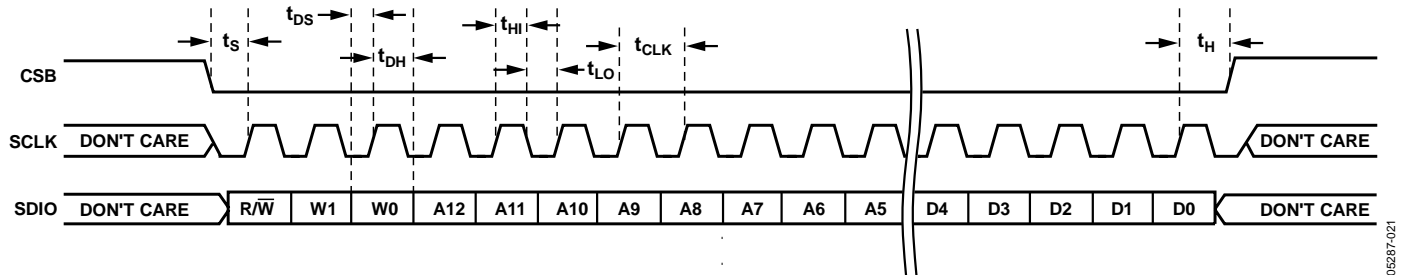 tDS
tHI
tS
tDH
tCLK
tLO
tH
CSB
SCLK DON'T CARE DON'T CARE
SDIO DON'T CARE R/W̅ W1 W0 A12 A11 A10 A9 A8 A7 A6 A5 D4 D3 D2 D1 D0 DON'T CARE
05287-021